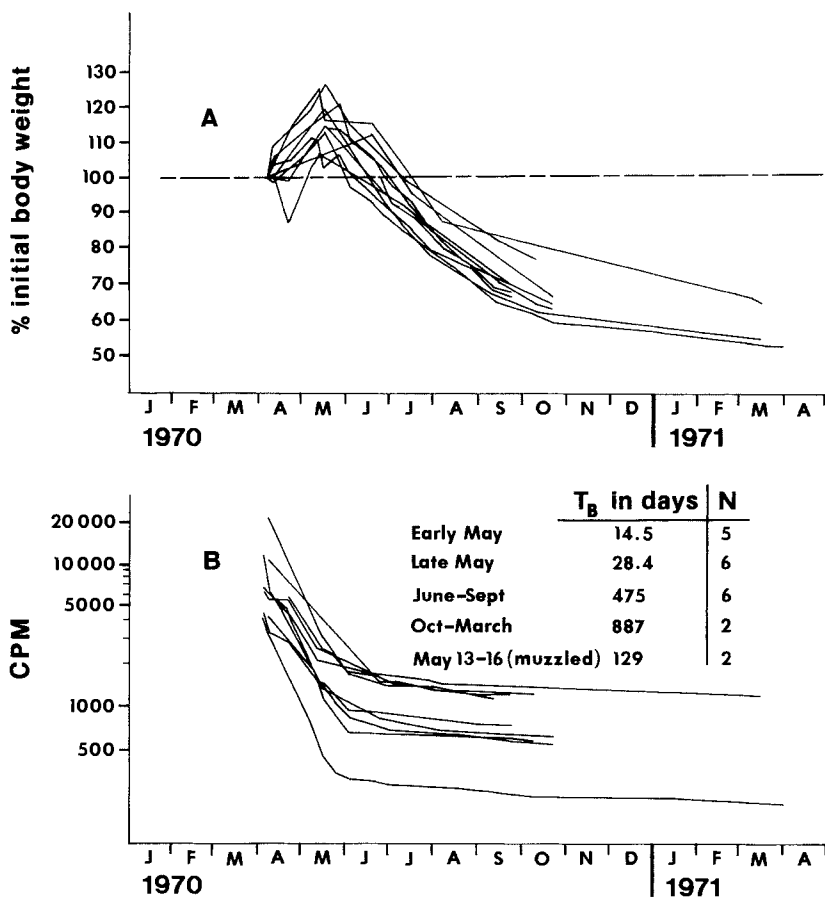 % initial body weight
A
130
120
110
100
90
80
70
60
50
J F M A M J J A S O N D J F M A
1970 1971
CPM
B
20 000
10 000
5000
1000
500
T_B in days N
Early May 14.5 5
Late May 28.4 6
June-Sept 475 6
Oct-March 887 2
May 13-16 (muzzled) 129 2
J F M A M J J A S O N D J F M A
1970 1971